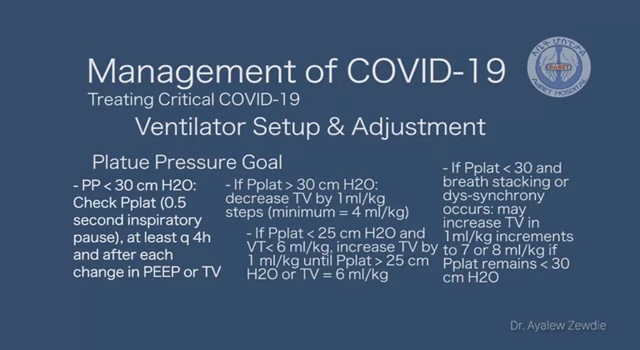 Management of COVID-19
Treating Critical COVID-19
Ventilator Setup & Adjustment
Platue Pressure Goal
- PP < 30 cm H2O:
Check Pplat (0.5
second inspiratory
pause), at least q 4h
and after each
change in PEEP or TV
- If Pplat > 30 cm H2O:
decrease TV by 1ml/kg
steps (minimum = 4 ml/kg)
- If Pplat < 25 cm H2O and
VT< 6 ml/kg, increase TV by
1 ml/kg until Pplat > 25 cm
H2O or TV = 6 ml/kg
- If Pplat < 30 and
breath stacking or
dys-synchrony
occurs: may
increase TV in
1ml/kg increments
to 7 or 8 ml/kg if
Pplat remains < 30
cm H2O
AaBET HOSPITAL
Dr. Ayalew Zewdie